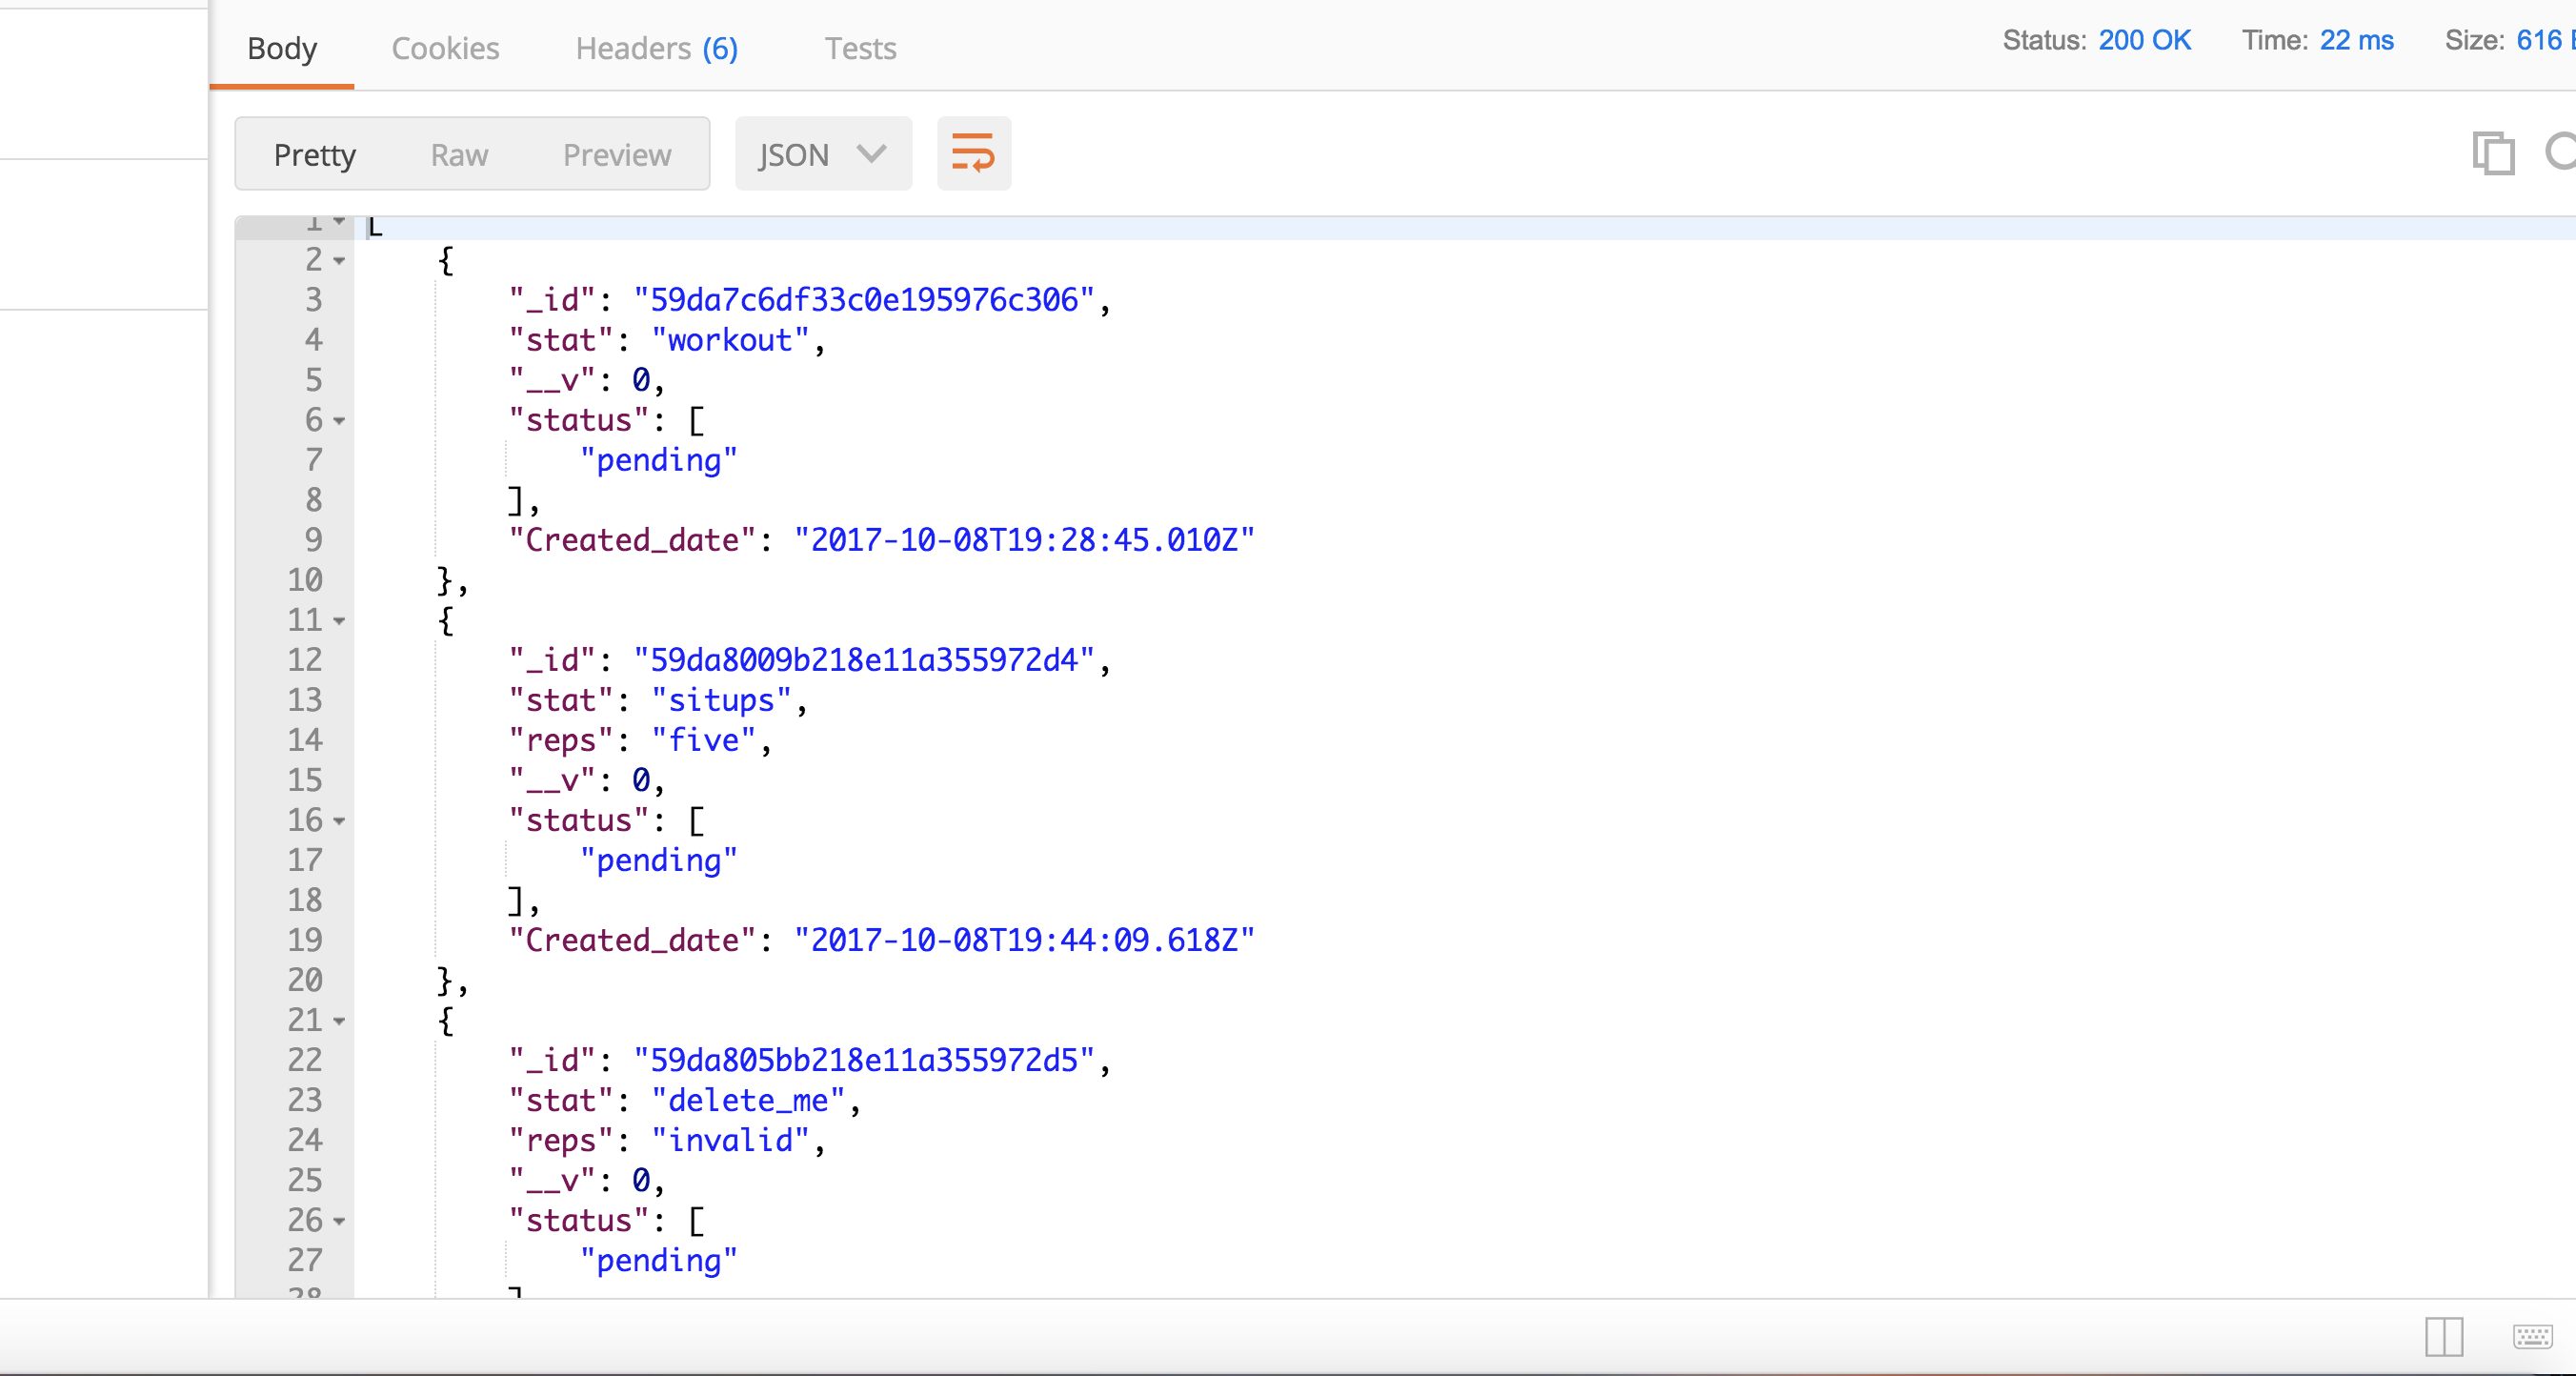 Body Cookies Headers (6) Tests Status: 200 OK Time: 22 ms Size: 616
Pretty Raw Preview JSON
1 [
2 {
3 "_id": "59da7c6df33c0e195976c306",
4 "stat": "workout",
5 "__v": 0,
6 "status": [
7 "pending"
8 ],
9 "Created_date": "2017-10-08T19:28:45.010Z"
10 },
11 {
12 "_id": "59da8009b218e11a355972d4",
13 "stat": "situps",
14 "reps": "five",
15 "__v": 0,
16 "status": [
17 "pending"
18 ],
19 "Created_date": "2017-10-08T19:44:09.618Z"
20 },
21 {
22 "_id": "59da805bb218e11a355972d5",
23 "stat": "delete_me",
24 "reps": "invalid",
25 "__v": 0,
26 "status": [
27 "pending"
28 ]